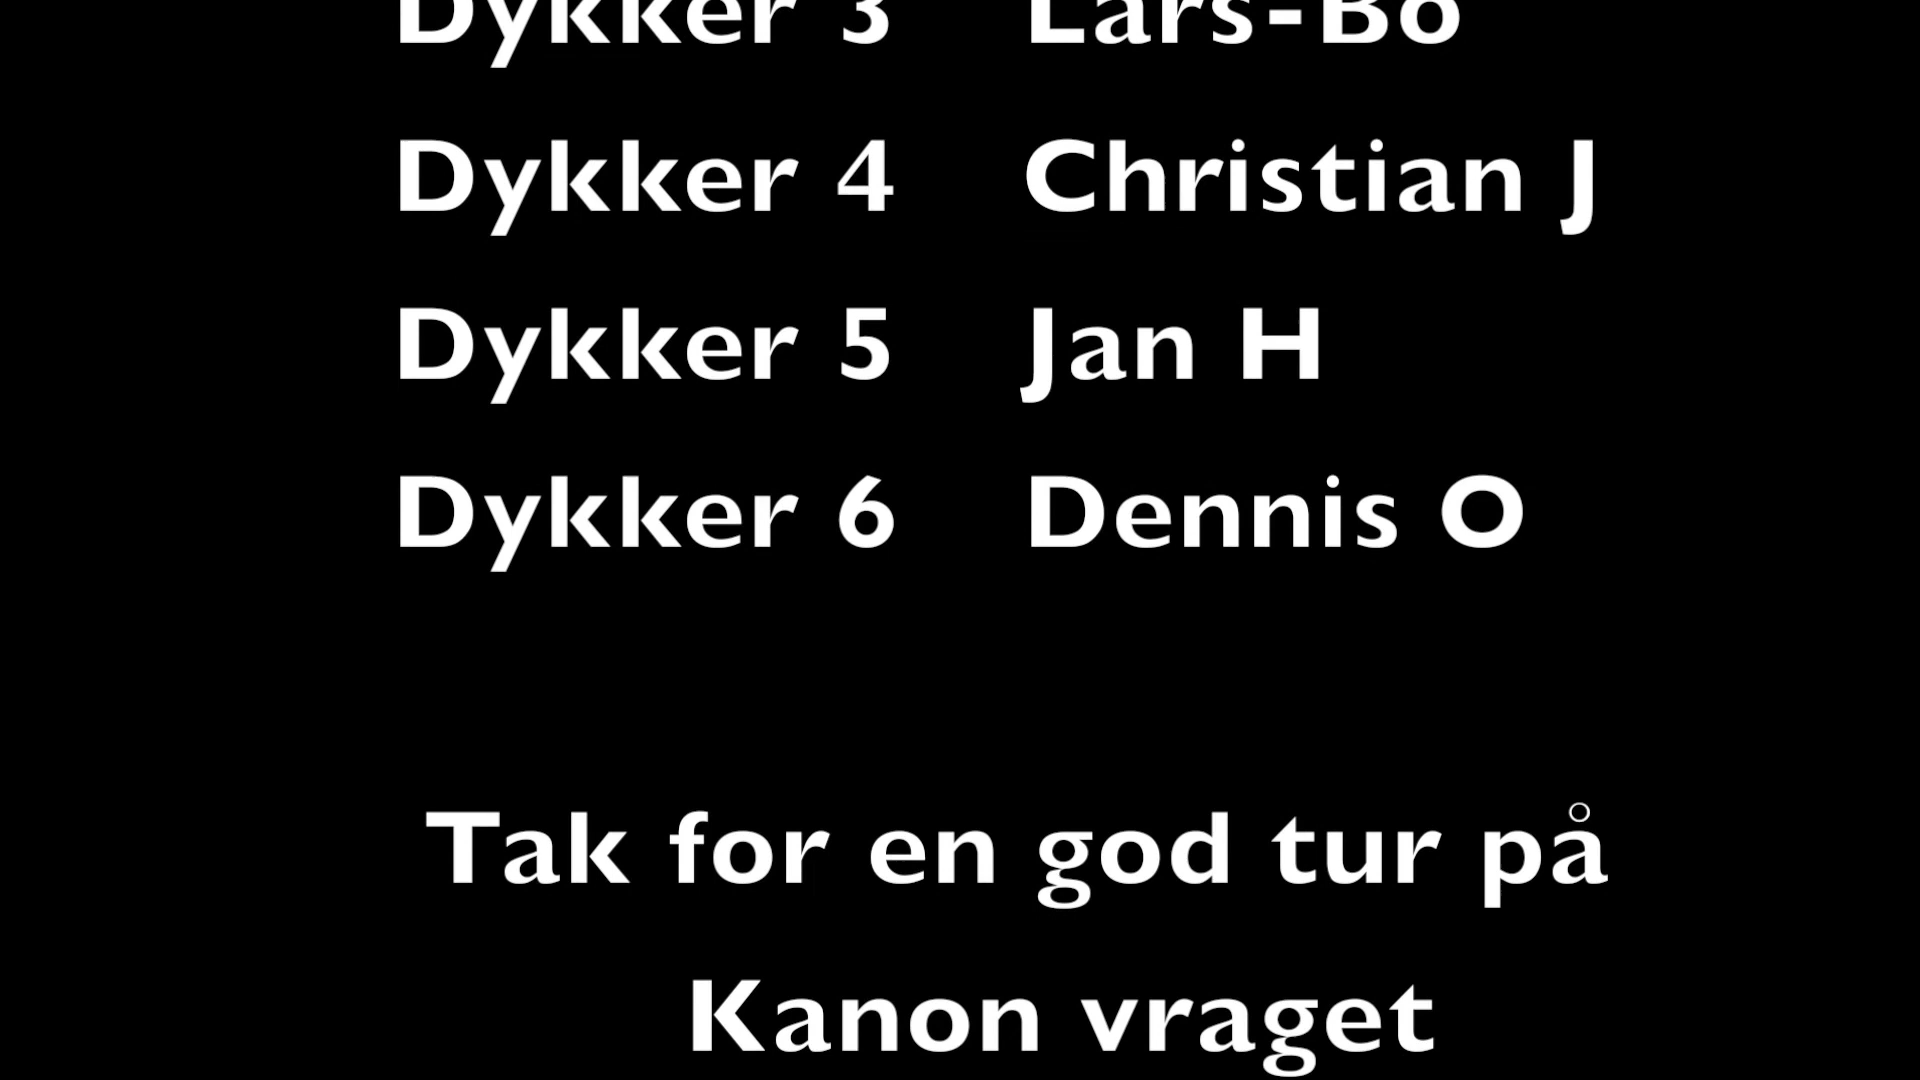 Dykker 3 Lars-Bo
Dykker 4 Christian J
Dykker 5 Jan H
Dykker 6 Dennis O
Tak for en god tur på
Kanon vraget